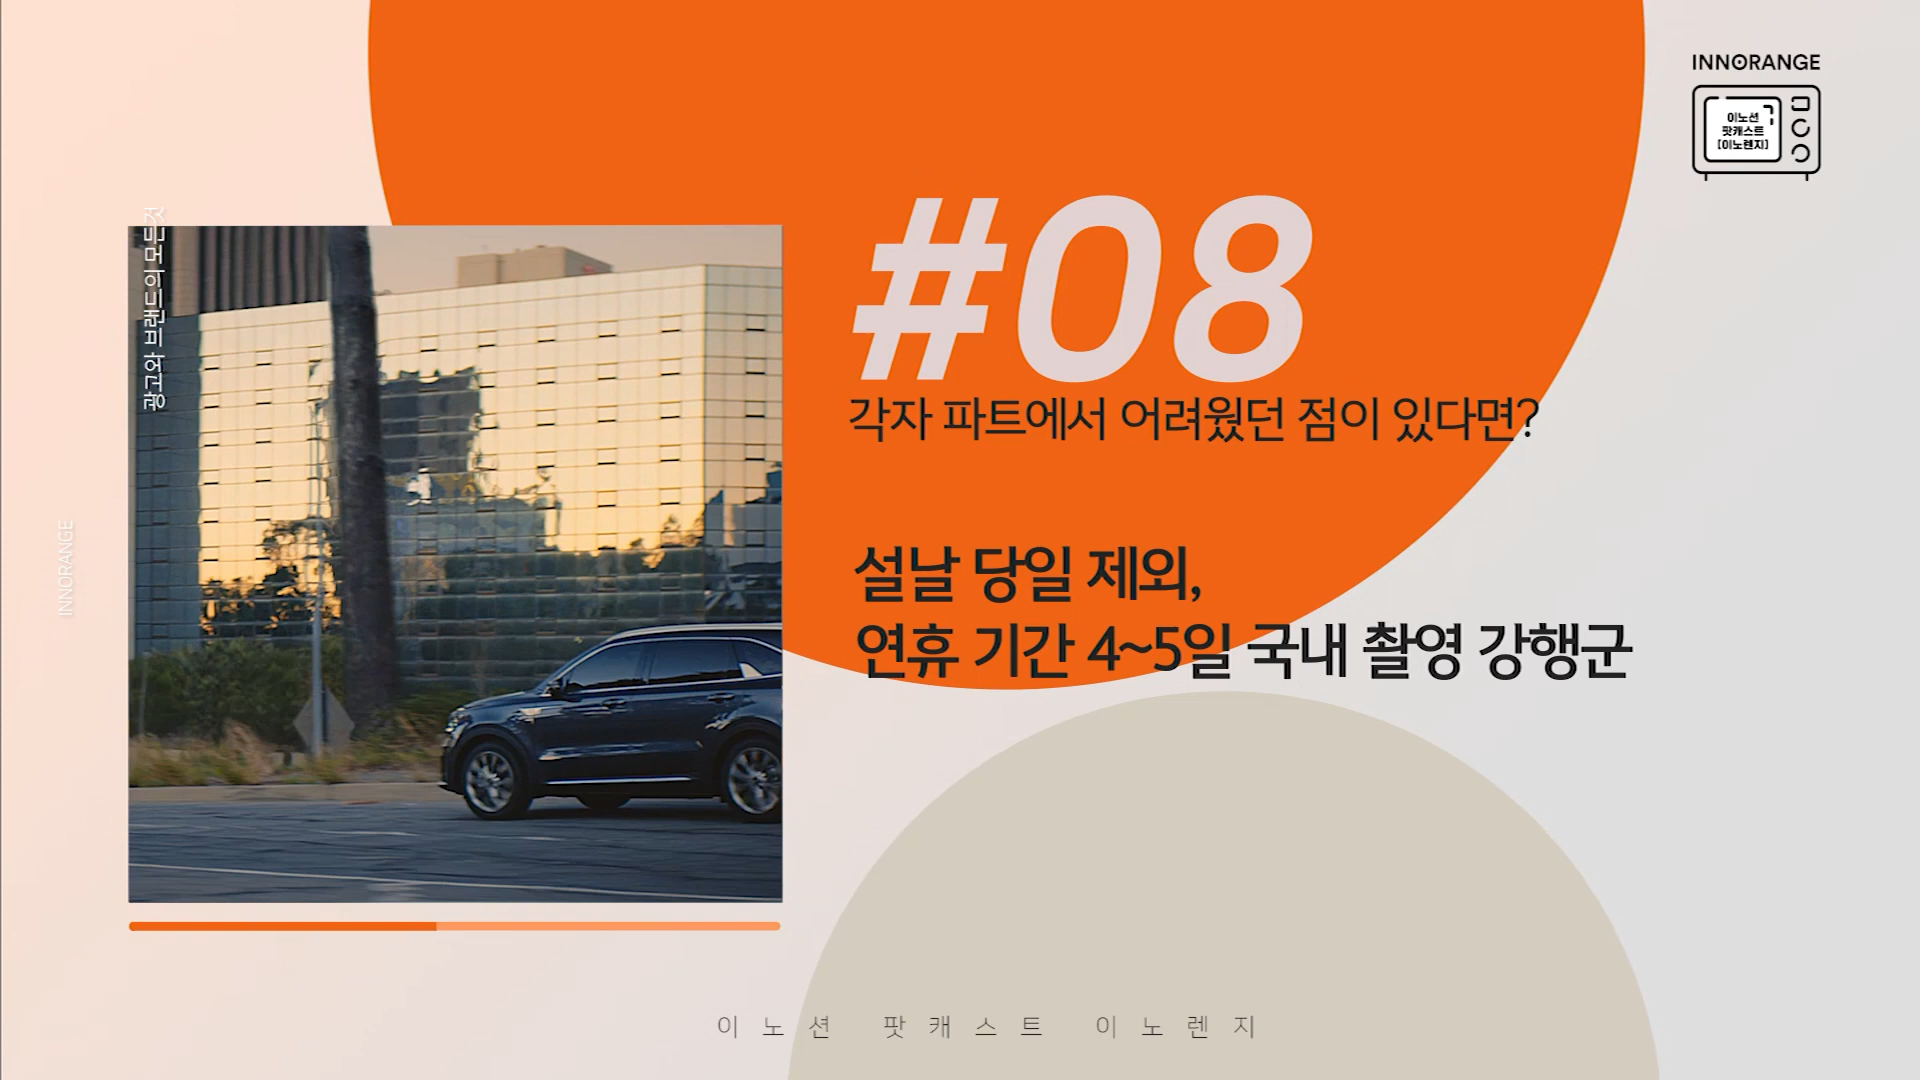 INNORANGE
이노션
팟캐스트
[이노렌지]
광고와 브랜드의 모든것
INNORANGE
#08
각자 파트에서 어려웠던 점이 있다면?
설날 당일 제외,
연휴 기간 4~5일 국내 촬영 강행군
이노션 팟캐스트 이노렌지